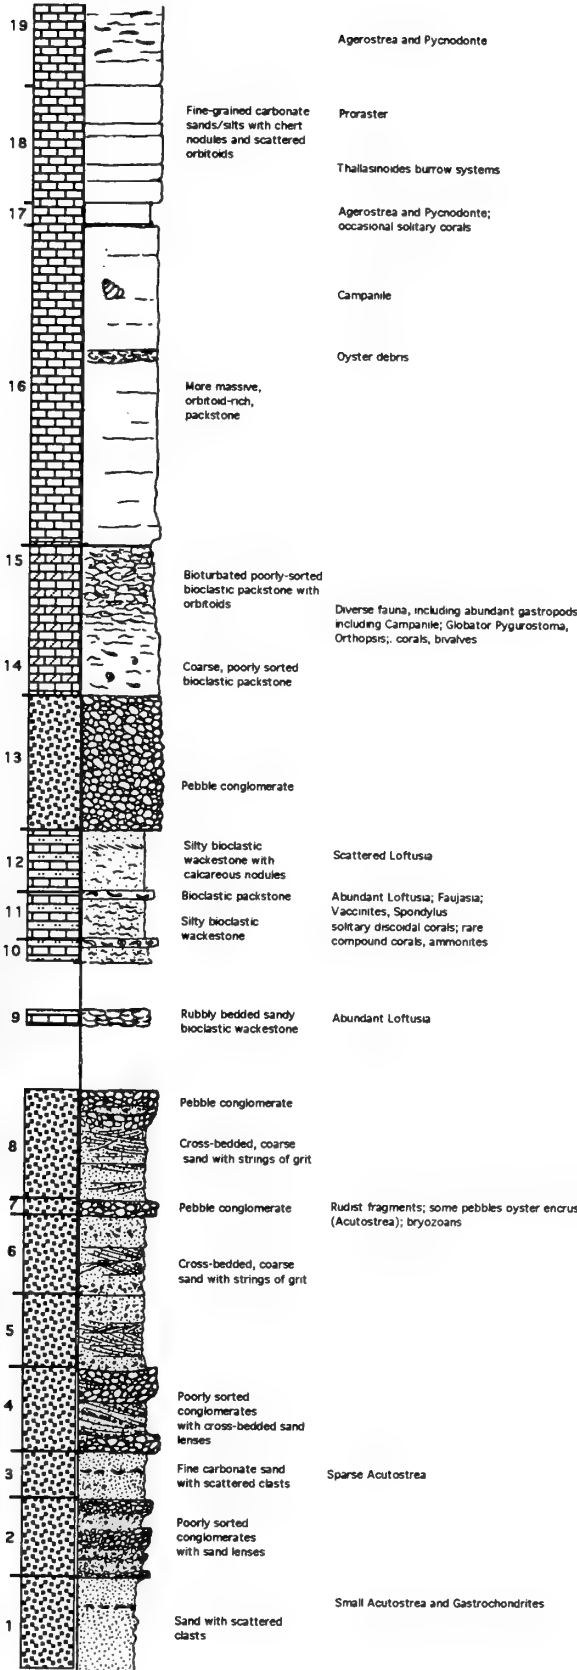 19
Agerostrea and Pycnodonte
Fine-grained carbonate
sands/silts with chert
nodules and scattered
orbitoids
Proraster
18
Thallasinoides burrow systems
17
Agerostrea and Pycnodonte;
occasional solitary corals
Campanile
Oyster debris
16
More massive,
orbitoid-rich,
packstone
15
Bioturbated poorly-sorted
bioclastic packstone with
orbitoids
Diverse fauna, including abundant gastropods
including Campanile; Globator Pygurostoma,
Orthopsis;. corals, bivalves
14
Coarse, poorly sorted
bioclastic packstone
13
Pebble conglomerate
12
Silty bioclastic
wackestone with
calcareous nodules
Scattered Loftusia
Bioclastic packstone
Abundant Loftusia; Faujasia;
Vaccinites, Spondylus
solitary discoidal corals; rare
compound corals, ammonites
11
Silty bioclastic
wackestone
10
9
Rubbly bedded sandy
bioclastic wackestone
Abundant Loftusia
Pebble conglomerate
8
Cross-bedded, coarse
sand with strings of grit
7
Pebble conglomerate
Rudist fragments; some pebbles oyster encrus
(Acutostrea); bryozoans
6
Cross-bedded, coarse
sand with strings of grit
5
4
Poorly sorted
conglomerates
with cross-bedded sand
lenses
3
Fine carbonate sand
with scattered clasts
Sparse Acutostrea
2
Poorly sorted
conglomerates
with sand lenses
Small Acutostrea and Gastrochondrites
1
Sand with scattered
clasts